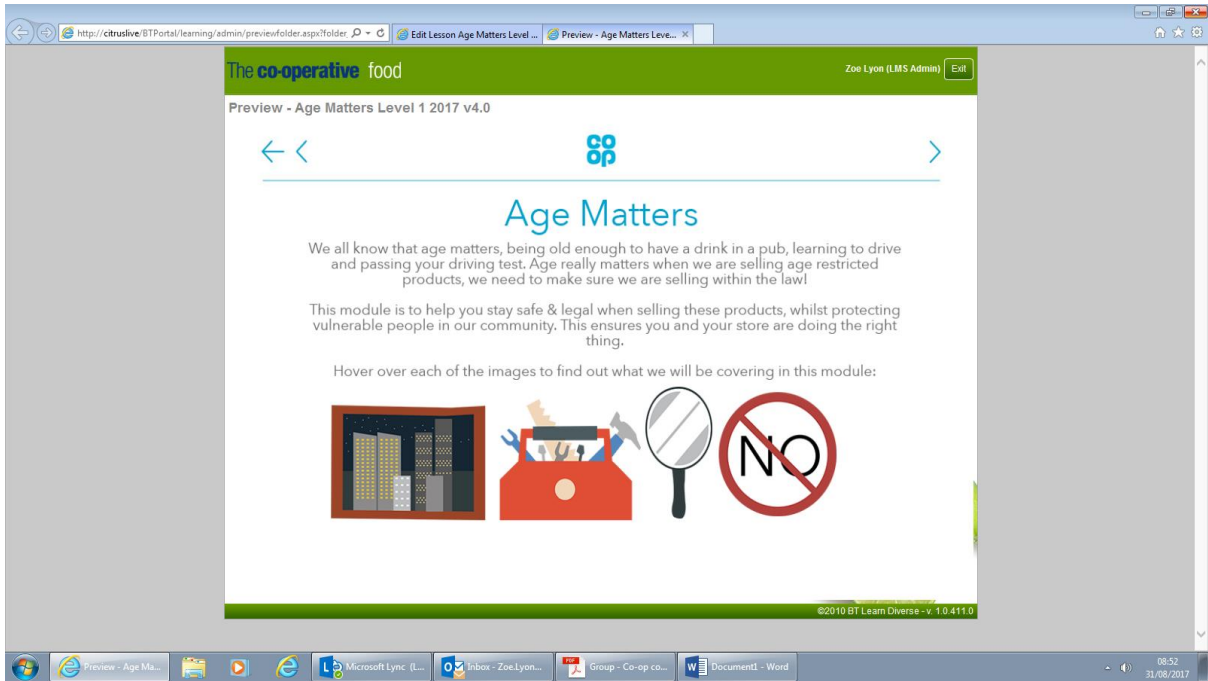 http://citruslive/BTPortal/learning/admin/previewfolder.aspx?folder
Edit Lesson Age Matters Level ...
Preview - Age Matters Leve...
The co-operative food
Zoe Lyon (LMS Admin)
Exit
Preview - Age Matters Level 1 2017 v4.0
CO
OP
Age Matters
We all know that age matters, being old enough to have a drink in a pub, learning to drive
and passing your driving test. Age really matters when we are selling age restricted
products, we need to make sure we are selling within the law!
This module is to help you stay safe & legal when selling these products, whilst protecting
vulnerable people in our community. This ensures you and your store are doing the right
thing.
Hover over each of the images to find out what we will be covering in this module:
NO
©2010 BT Learn Diverse - v. 1.0.411.0
Preview - Age Ma...
Microsoft Lync (L...
Inbox - Zoe.Lyon...
Group - Co-op co...
Document1 - Word
08:52
31/08/2017